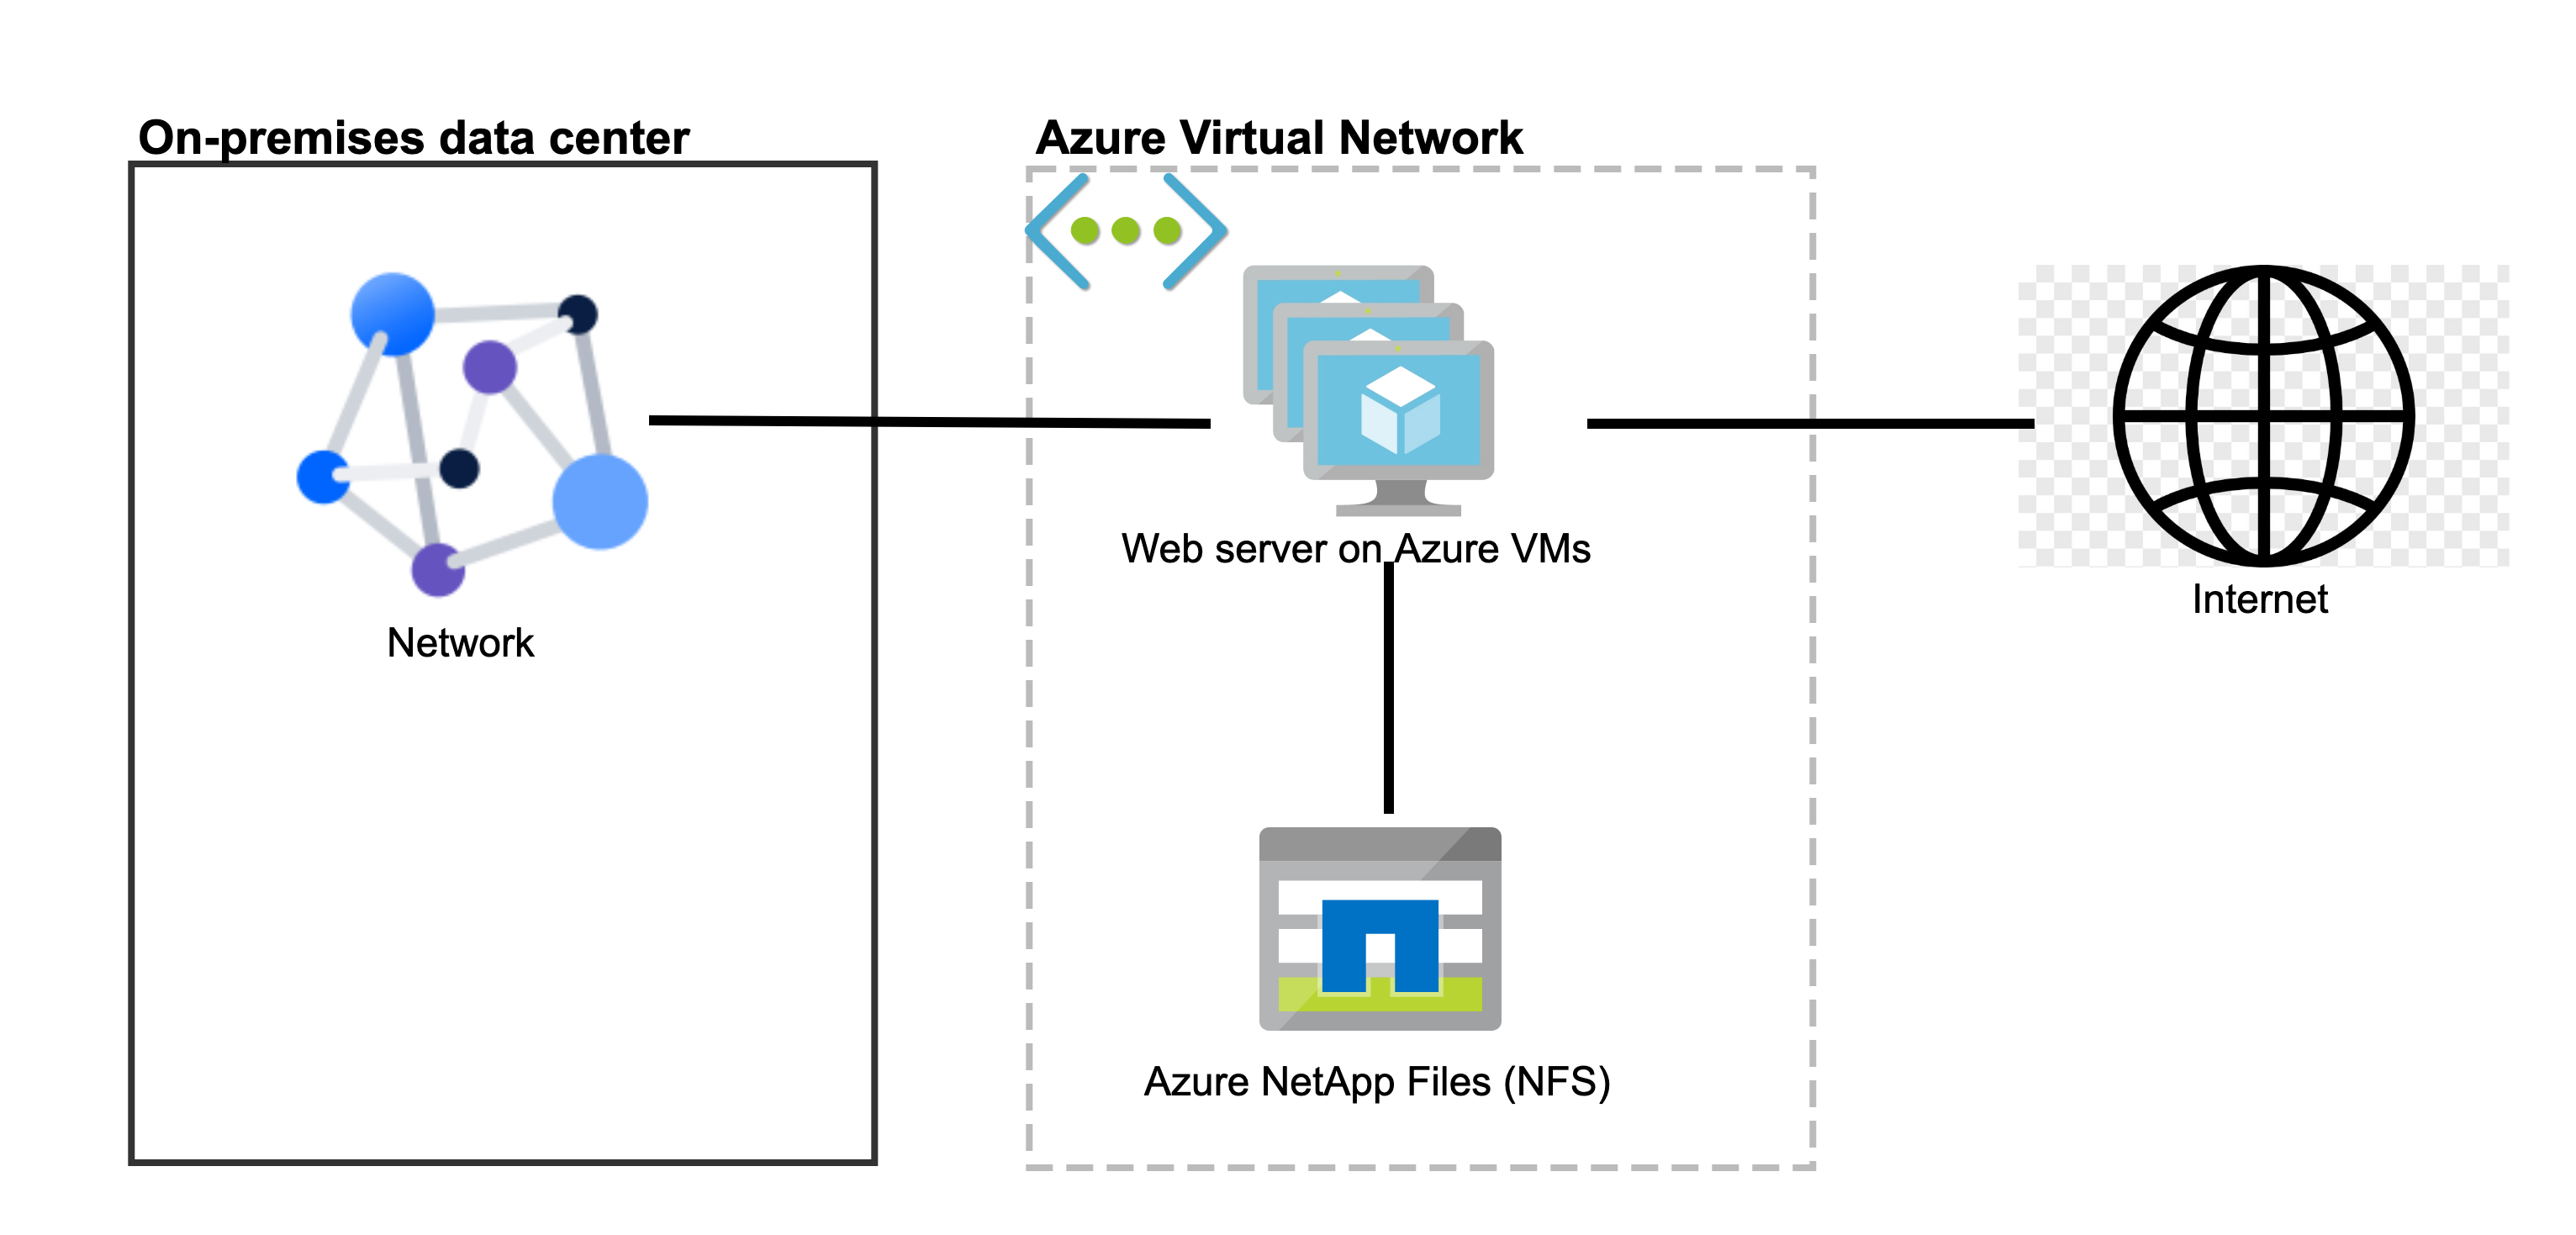 On-premises data center
Azure Virtual Network
Web server on Azure VMs
Internet
Network
Azure NetApp Files (NFS)